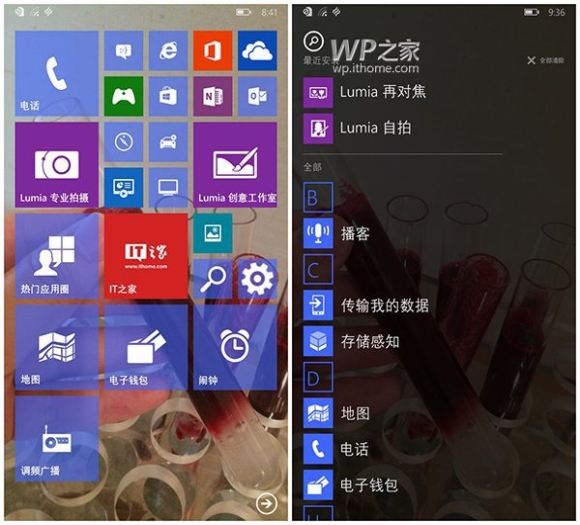 8:41
电话
Lumia 专业拍摄
Lumia 创意工作室
热门应用圈
IT之家
www.ithome.com
IT之家
地图
电子钱包
闹钟
调频广播
9:36
WP之家
wp.ithome.com
最近安
全部清除
Lumia 再对焦
Lumia 自拍
全部
B
播客
C
传输我的数据
存储感知
D
地图
电话
电子钱包